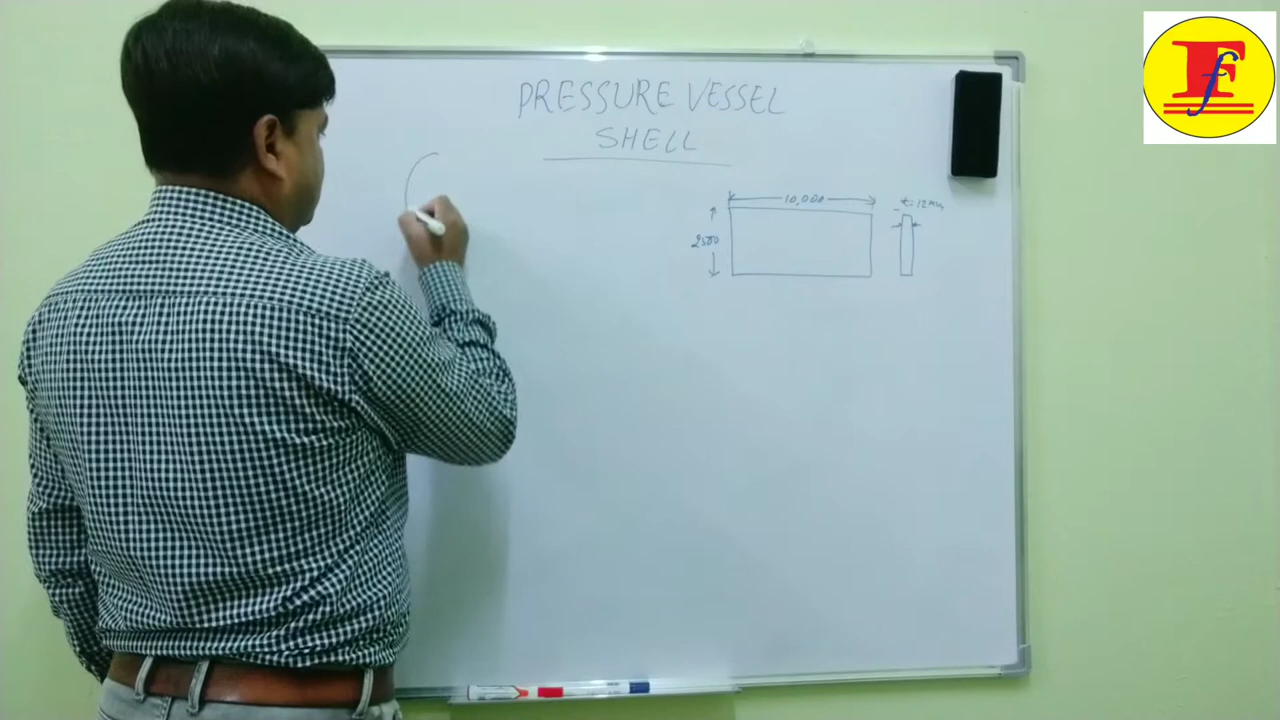 PRESSURE VESSEL
SHELL
10,000
t=12mm
2500
F
f